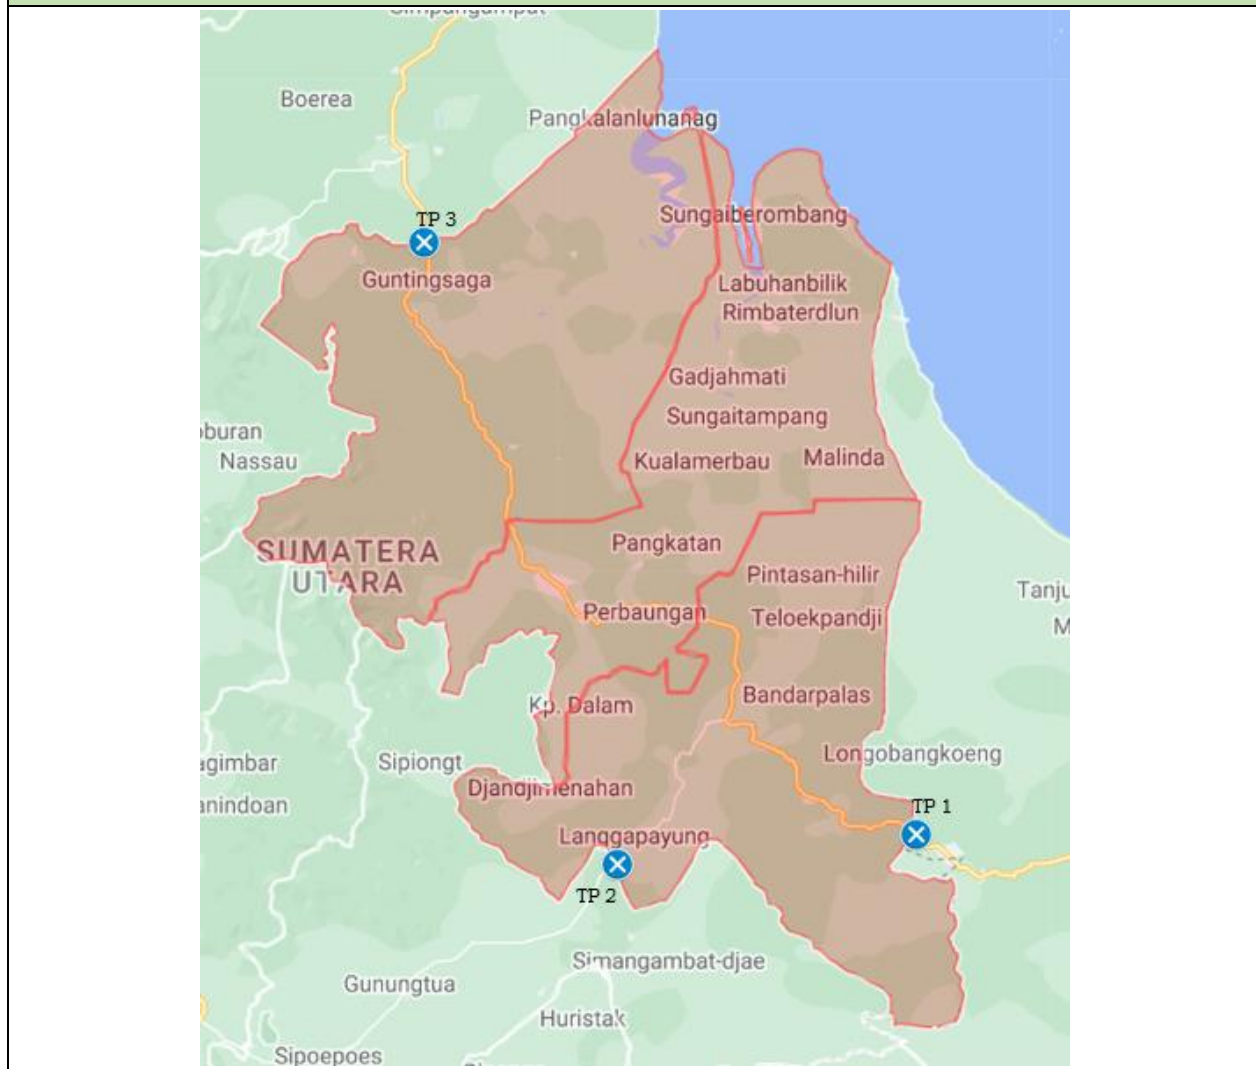 Boerea
Pangkalanlunanag
TP 3
Sungaiberombang
Guntingsaga
Labuhanbilik
Rimbaterdlun
Gadjahmati
Sungaitampang
Nassau
Kualamerbau
Malinda
SUMATERA
UTARA
Pangkatan
Pintasan-hilir
Perbaungan
Teloekpandji
Kp. Dalam
Bandarpalas
Sipiongt
Longobangkoeng
Djandjimenahan
TP 1
Langgapayung
TP 2
Simangambat-djae
Gunungtua
Huristak
Sipoepoes